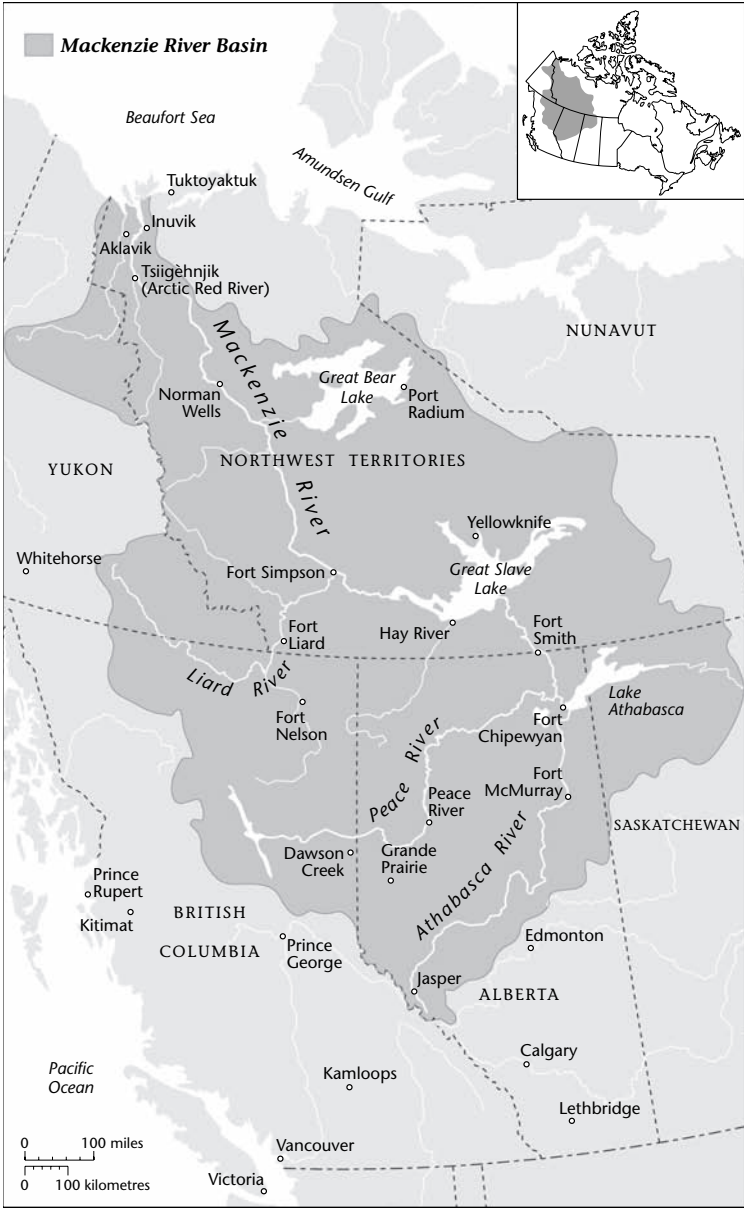 Mackenzie River Basin
Beaufort Sea
Amundsen Gulf
Tuktoyaktuk
Inuvik
Aklavik
Tsiigèhnjik
(Arctic Red River)
NUNAVUT
Mackenzie
River
Great Bear
Lake
Port
Radium
Norman
Wells
NORTHWEST TERRITORIES
YUKON
Yellowknife
Whitehorse
Fort Simpson
Great Slave
Lake
Fort
Liard
Hay River
Fort
Smith
Liard River
Lake
Athabasca
Fort
Nelson
Fort
Chipewyan
Peace River
Fort
McMurray
Peace
River
SASKATCHEWAN
Dawson
Creek
Grande
Prairie
Athabasca River
Prince
Rupert
Kitimat
BRITISH
COLUMBIA
Prince
George
Edmonton
Jasper
ALBERTA
Calgary
Pacific
Ocean
Kamloops
Lethbridge
0 100 miles
0 100 kilometres
Vancouver
Victoria